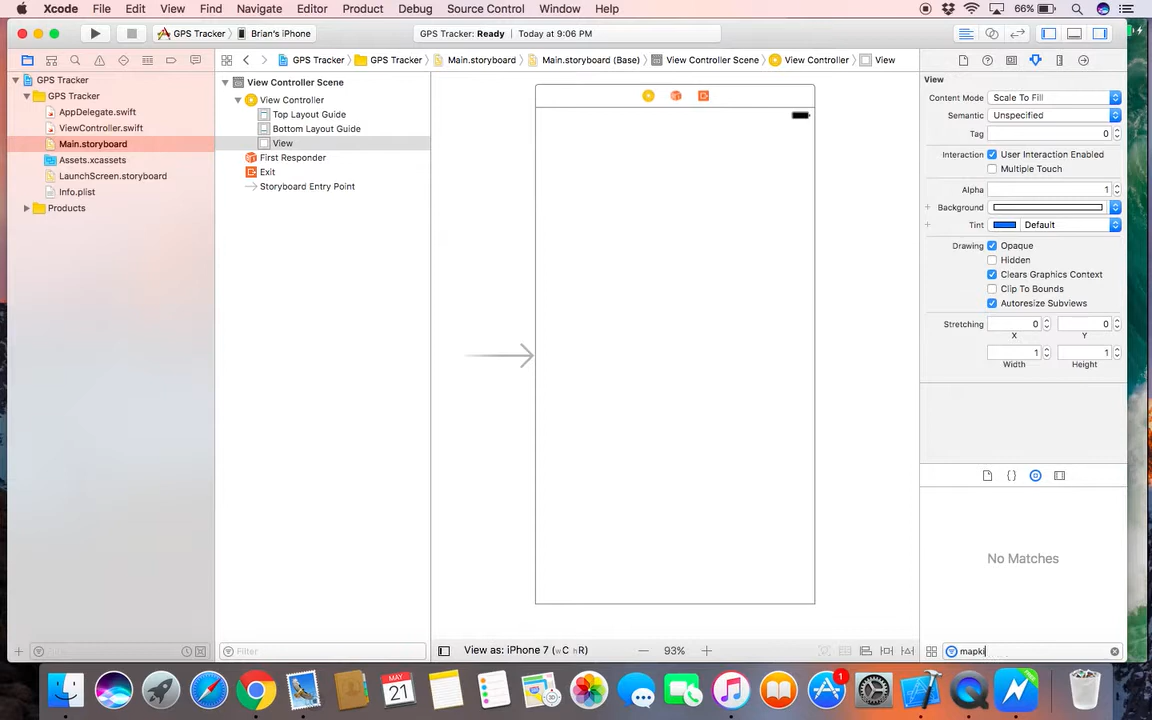 Xcode File Edit View Find Navigate Editor Product Debug Source Control Window Help 66%
GPS Tracker Brian's iPhone GPS Tracker: Ready Today at 9:06 PM
GPS Tracker GPS Tracker Main.storyboard Main.storyboard (Base) View Controller Scene View Controller View
GPS Tracker
GPS Tracker
AppDelegate.swift
ViewController.swift
Main.storyboard
Assets.xcassets
LaunchScreen.storyboard
Info.plist
Products
View Controller Scene
View Controller
Top Layout Guide
Bottom Layout Guide
View
First Responder
Exit
Storyboard Entry Point
Filter
View as: iPhone 7 (wC hR) 93%
View
Content Mode Scale To Fill
Semantic Unspecified
Tag 0
Interaction User Interaction Enabled
Multiple Touch
Alpha 1
Background
Tint Default
Drawing Opaque
Hidden
Clears Graphics Context
Clip To Bounds
Autoresize Subviews
Stretching 0 0
X Y
1 1
Width Height
No Matches
mapki
MAY
21
3D
1